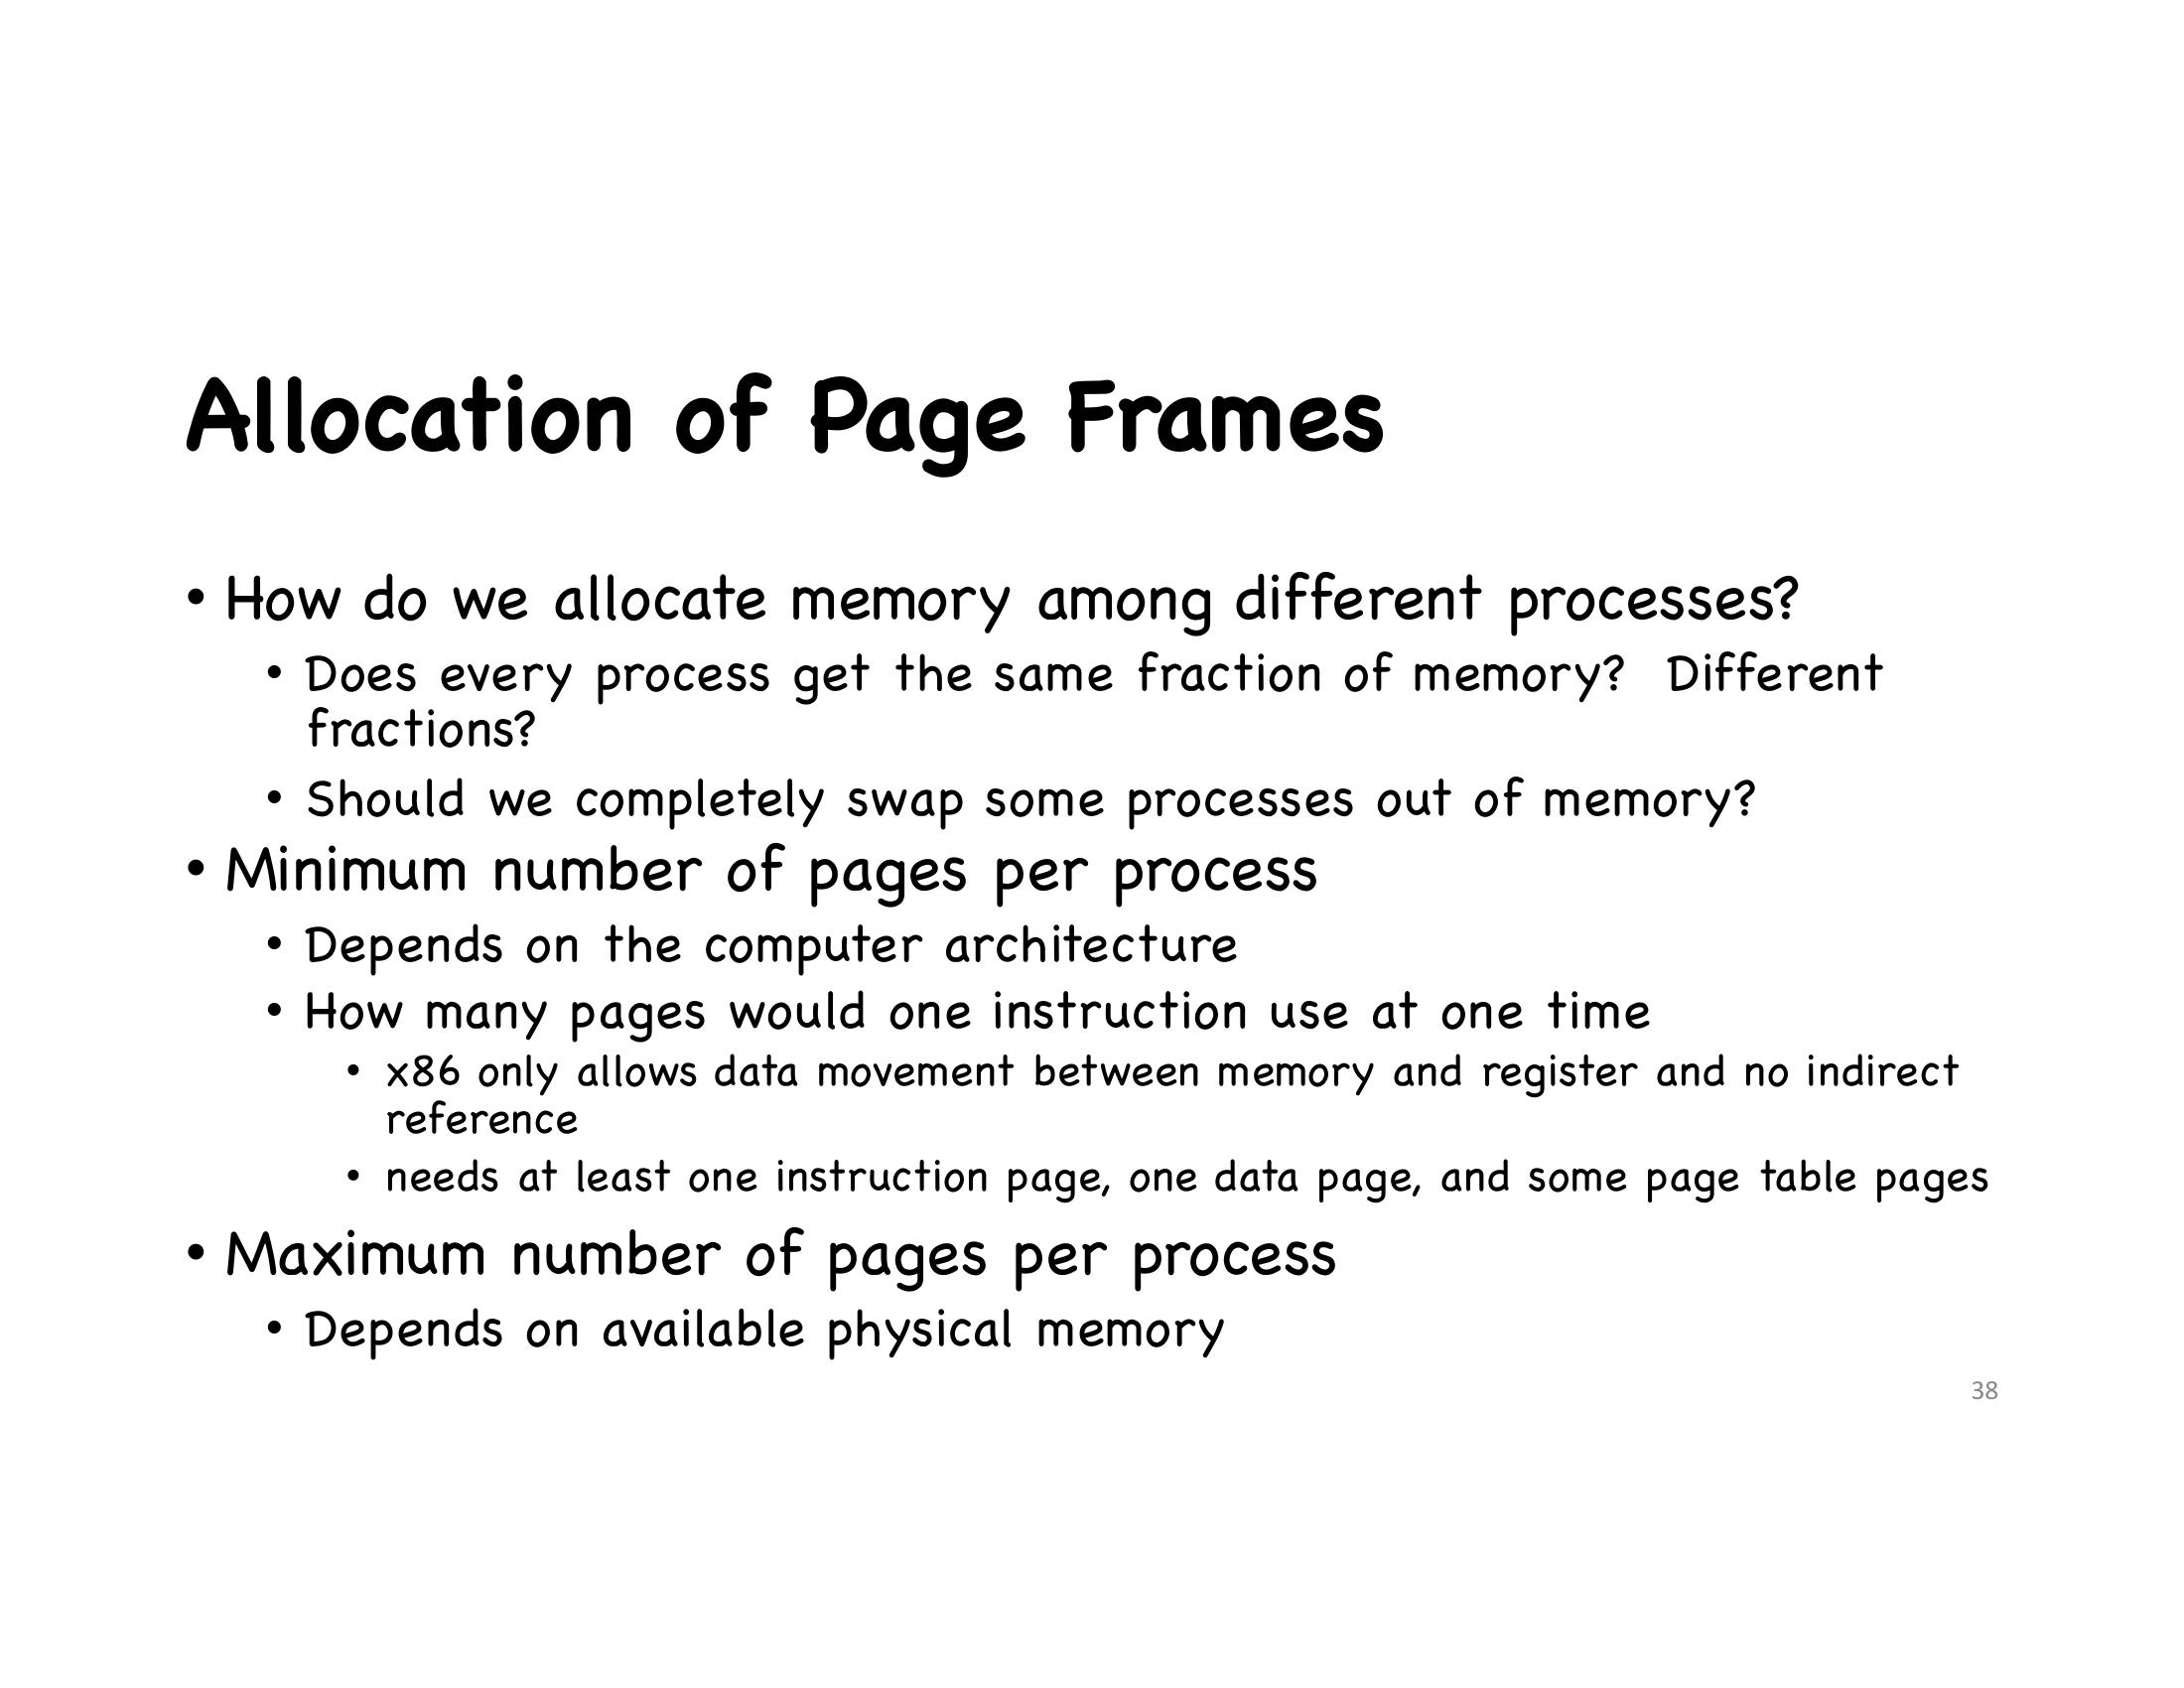 Allocation of Page Frames
• How do we allocate memory among different processes?
• Does every process get the same fraction of memory?  Different
fractions?
• Should we completely swap some processes out of memory?
• Minimum number of pages per process
• Depends on the computer architecture
• How many pages would one instruction use at one time
• x86 only allows data movement between memory and register and no indirect
reference
• needs at least one instruction page, one data page, and some page table pages
• Maximum number of pages per process
• Depends on available physical memory
38